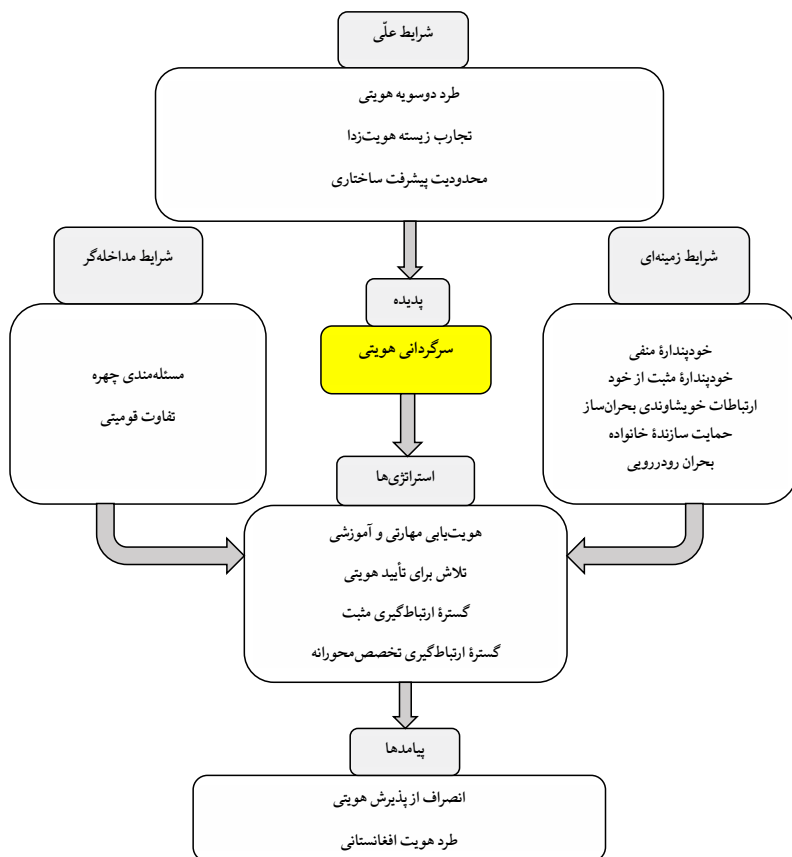 شرایط علّی
طرد دوسویه هویتی
تجارب زیسته هویت‌زدا
محدودیت پیشرفت ساختاری
شرایط زمینه‌ای
خودپندارهٔ منفی
خودپندارهٔ مثبت از خود
ارتباطات خویشاوندی بحران‌ساز
حمایت سازندهٔ خانواده
بحران رودررویی
شرایط مداخله‌گر
مسئله‌مندی چهره
تفاوت قومیتی
پدیده
سرگردانی هویتی
استراتژی‌ها
هویت‌یابی مهارتی و آموزشی
تلاش برای تأیید هویتی
گسترهٔ ارتباط‌گیری مثبت
گسترهٔ ارتباط‌گیری تخصص‌محورانه
پیامدها
انصراف از پذیرش هویتی
طرد هویت افغانستانی